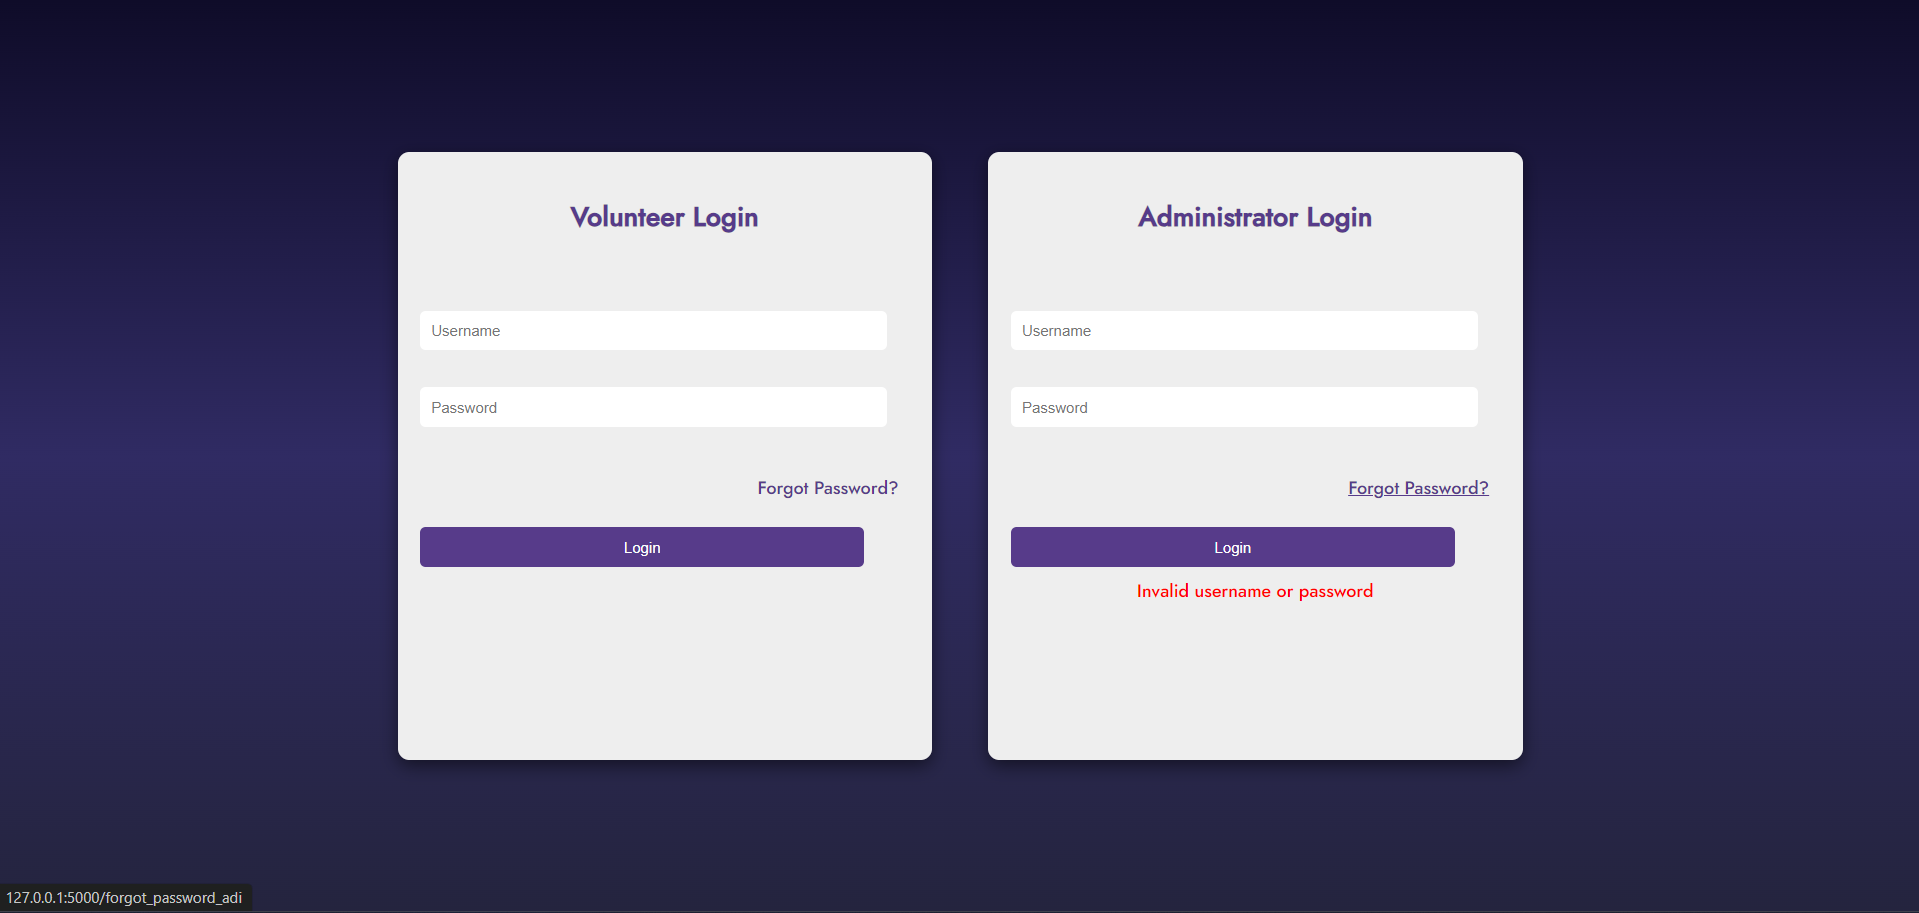 Volunteer Login
Username
Password
Forgot Password?
Login
Administrator Login
Username
Password
Forgot Password?
Login
Invalid username or password
127.0.0.1:5000/forgot_password_adi